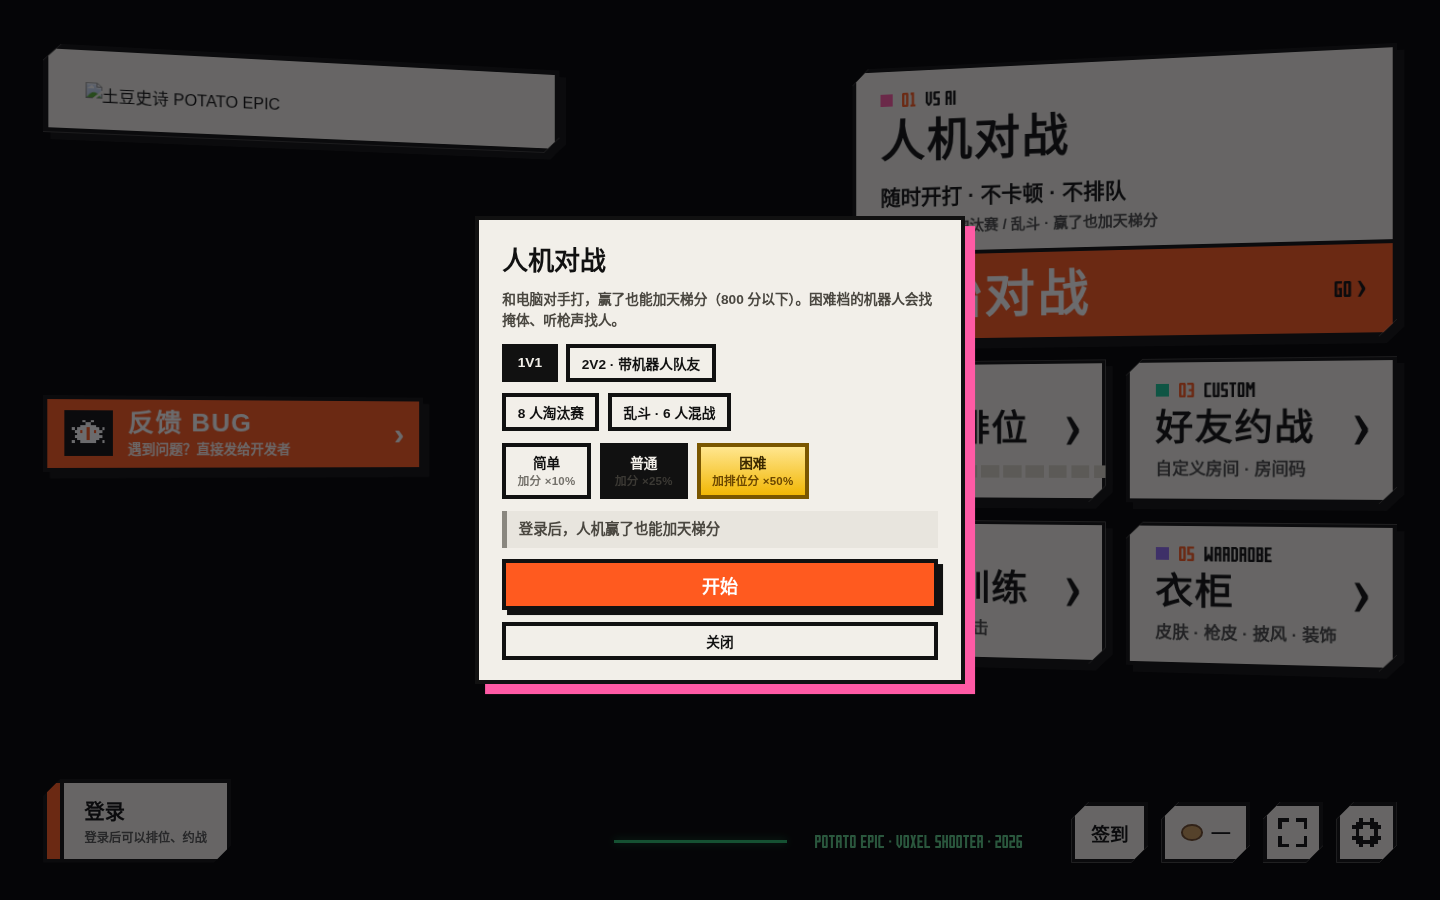 土豆史诗 POTATO EPIC
01 VS AI
人机对战
随时开打 · 不卡顿 · 不排队
汰赛 / 乱斗 · 赢了也加天梯分
对战
GO
人机对战
和电脑对手打，赢了也能加天梯分（800 分以下）。困难档的机器人会找
掩体、听枪声找人。
1V1
2V2 · 带机器人队友
8 人淘汰赛
乱斗 · 6 人混战
简单
加分 ×10%
普通
加分 ×25%
困难
加排位分 ×50%
登录后，人机赢了也能加天梯分
开始
关闭
反馈 BUG
遇到问题？直接发给开发者
排位
03 CUSTOM
好友约战
自定义房间 · 房间码
训练
击
05 WARDROBE
衣柜
皮肤 · 枪皮 · 披风 · 装饰
登录
登录后可以排位、约战
POTATO EPIC · VOXEL SHOOTER · 2026
签到
—